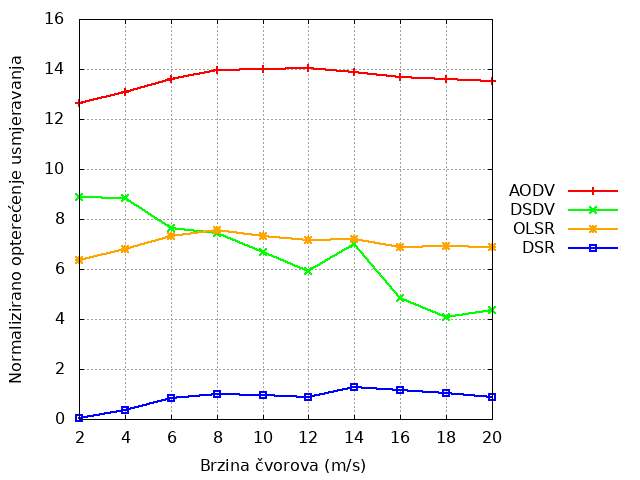 Normalizirano opterećenje usmjeravanja
16
14
12
10
8
6
4
2
0
2 4 6 8 10 12 14 16 18 20
Brzina čvorova (m/s)
AODV
DSDV
OLSR
DSR